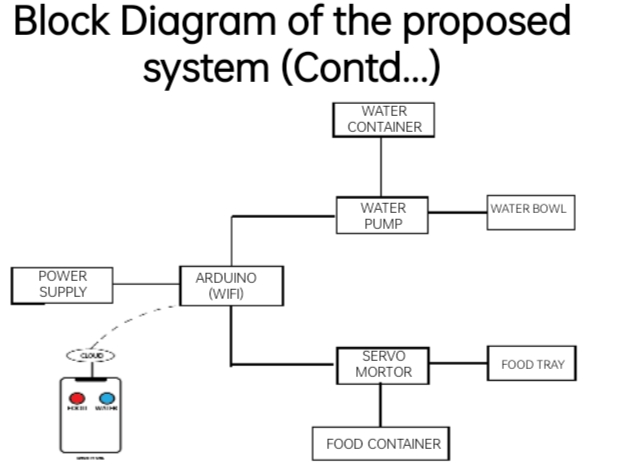 Block Diagram of the proposed
system (Contd...)
WATER
CONTAINER
WATER
PUMP
WATER BOWL
POWER
SUPPLY
ARDUINO
(WIFI)
CLOUD
FOOD WATER
SERVO
MORTOR
FOOD TRAY
FOOD CONTAINER